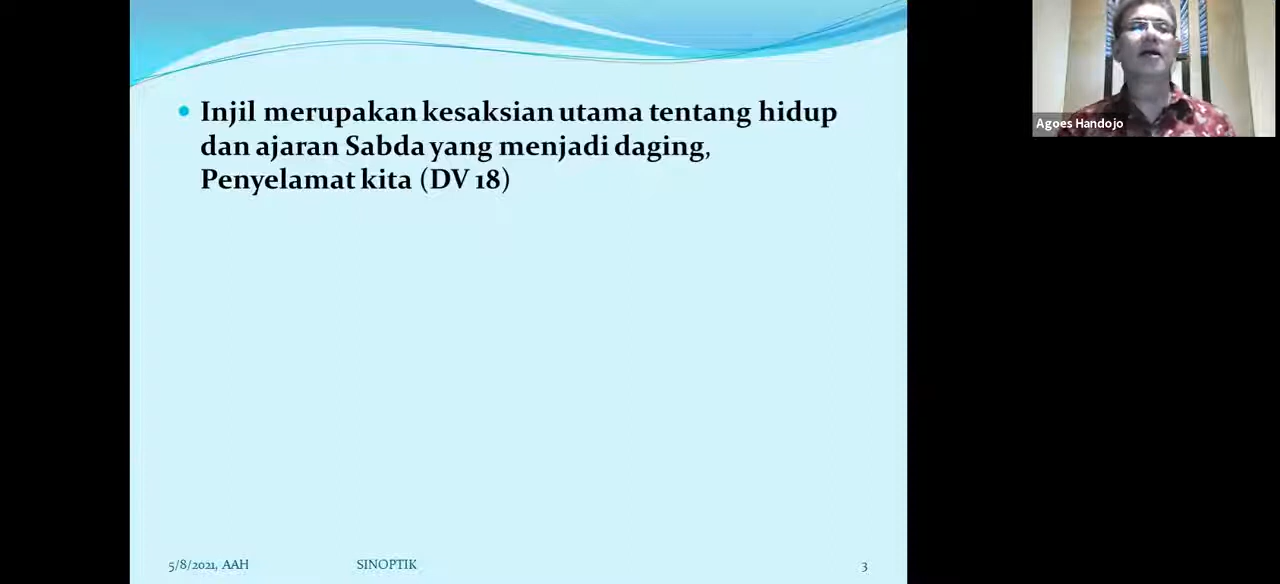 Injil merupakan kesaksian utama tentang hidup
dan ajaran Sabda yang menjadi daging,
Penyelamat kita (DV 18)
Agoes Handojo
5/8/2021, AAH
SINOPTIK
3